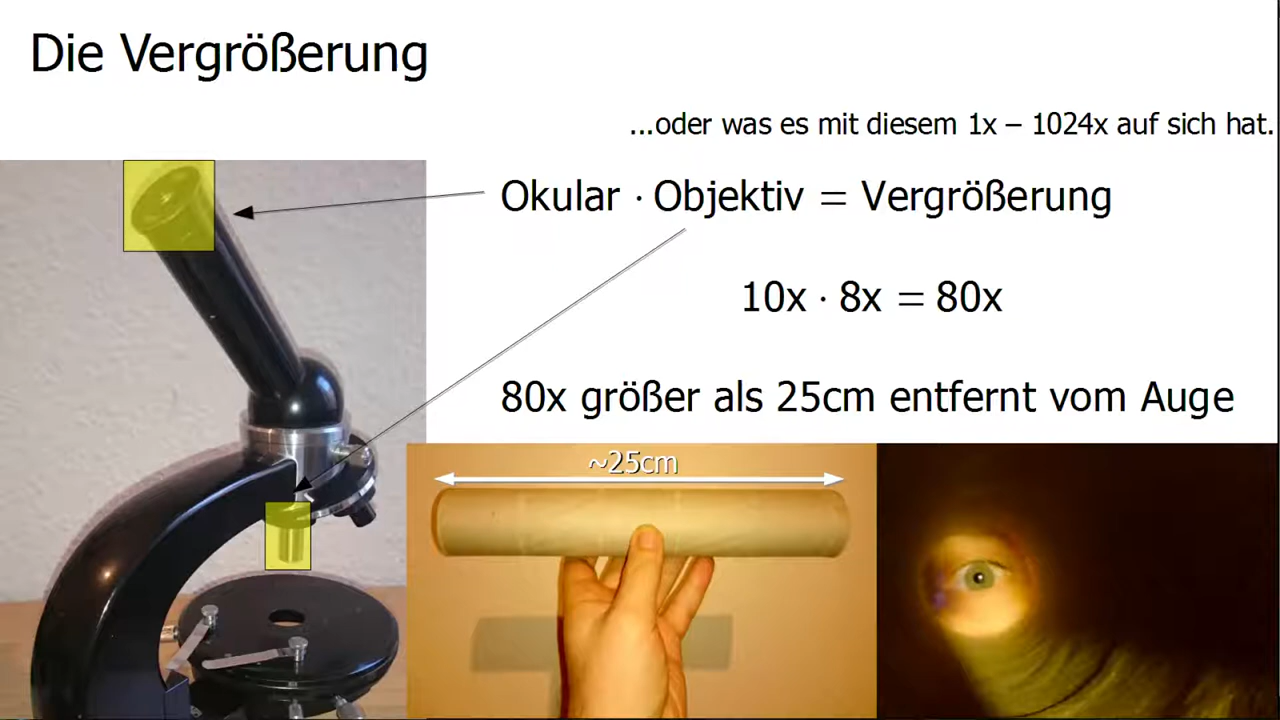 Die Vergrößerung
...oder was es mit diesem 1x – 1024x auf sich hat.
Okular · Objektiv = Vergrößerung
10x · 8x = 80x
80x größer als 25cm entfernt vom Auge
~25cm